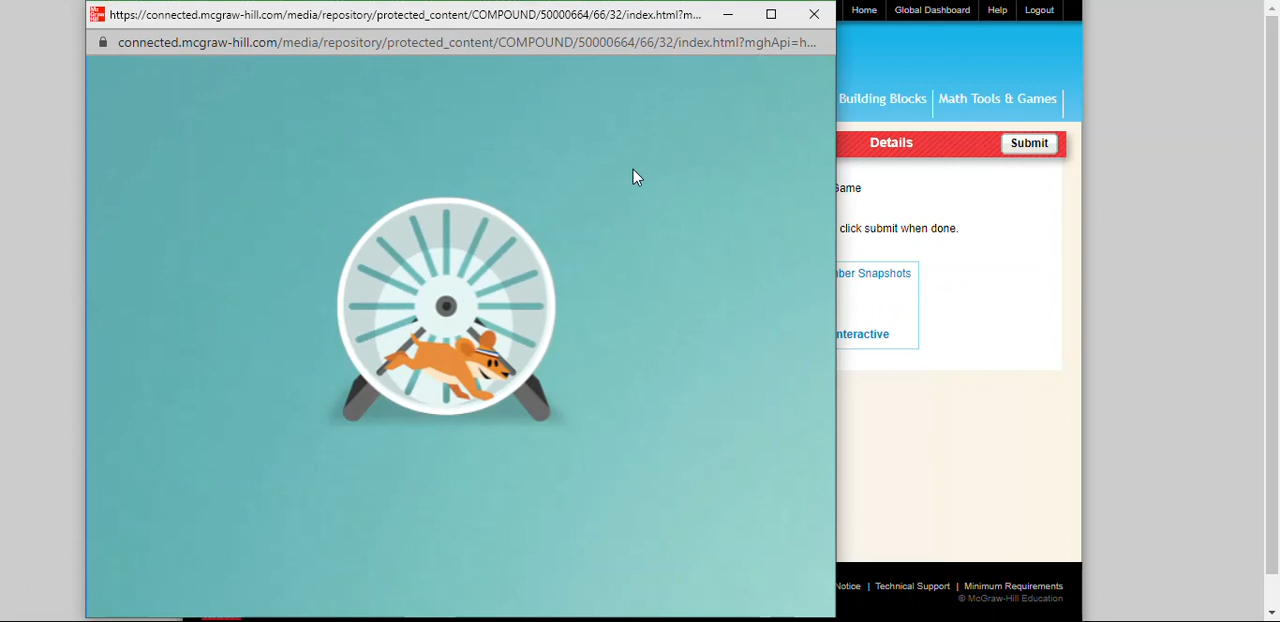 https://connected.mcgraw-hill.com/media/repository/protected_content/COMPOUND/50000664/66/32/index.html?m...
connected.mcgraw-hill.com/media/repository/protected_content/COMPOUND/50000664/66/32/index.html?mghApi=h...
Home Global Dashboard Help Logout
Building Blocks Math Tools & Games
Details Submit
Game
click submit when done.
ber Snapshots
nteractive
Notice | Technical Support | Minimum Requirements
© McGraw-Hill Education